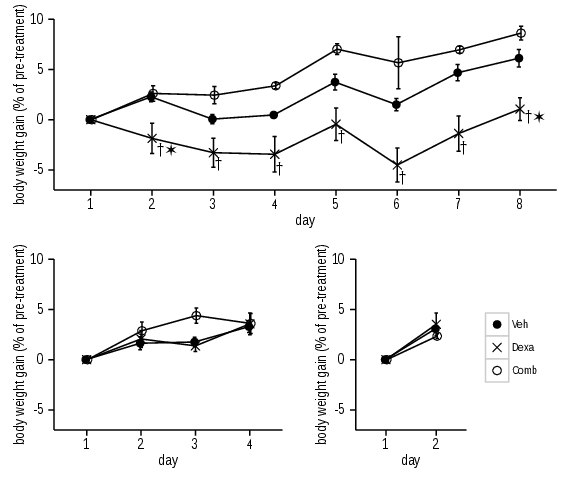 body weight gain (% of pre-treatment)
10
5
0
-5
†✶
†
†
†
†
†
†✶
1 2 3 4 5 6 7 8
day
body weight gain (% of pre-treatment)
10
5
0
-5
1 2 3 4
day
body weight gain (% of pre-treatment)
10
5
0
-5
1 2
day
Veh
Dexa
Comb